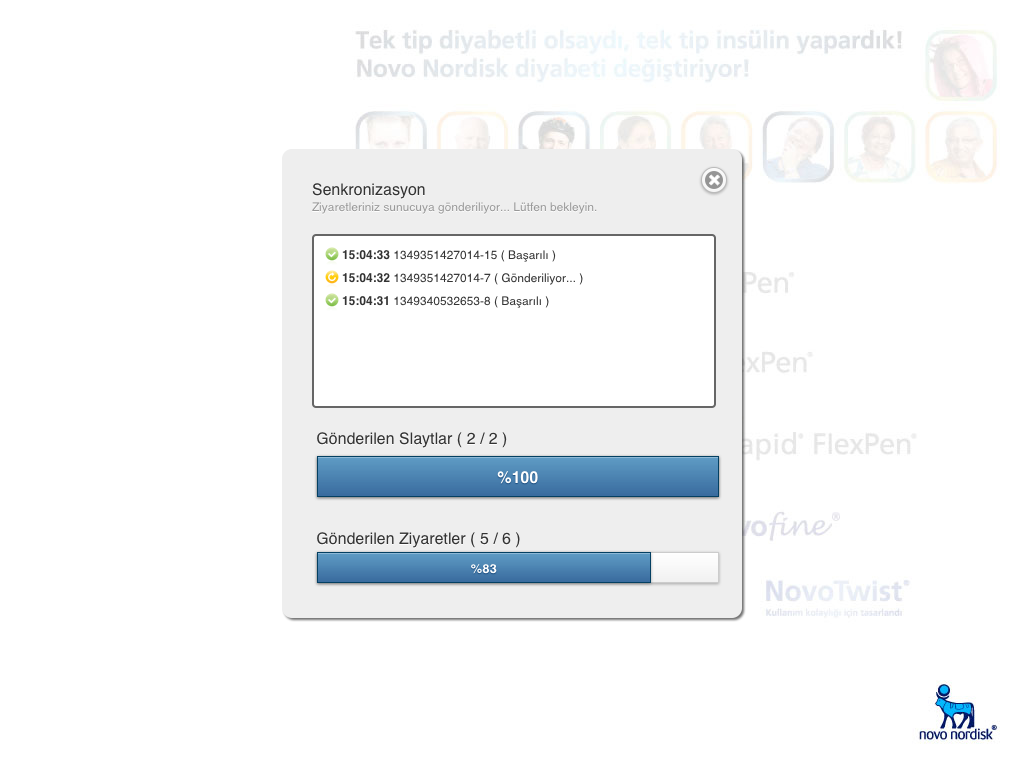 Tek tip diyabetli olsaydı, tek tip insülin yapardık!
Novo Nordisk diyabeti değiştiriyor!
Senkronizasyon
Ziyaretleriniz sunucuya gönderiliyor... Lütfen bekleyin.
15:04:33 1349351427014-15 ( Başarılı )
15:04:32 1349351427014-7 ( Gönderiliyor... )
15:04:31 1349340532653-8 ( Başarılı )
Gönderilen Slaytlar ( 2 / 2 )
%100
Gönderilen Ziyaretler ( 5 / 6 )
%83
Pen®
xPen®
apid® FlexPen®
vofine®
NovoTwist®
Kullanım kolaylığı için tasarlandı
novo nordisk®